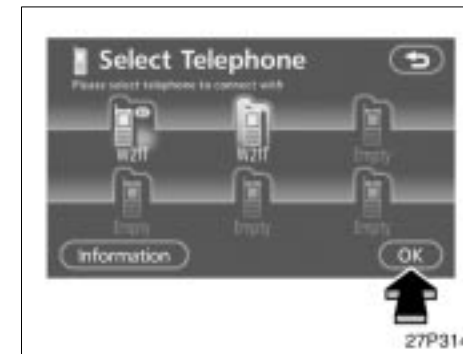 Select Telephone
Please select telephone to connect with
W21T W21T Empty
Empty Empty Empty
Information OK
27P314